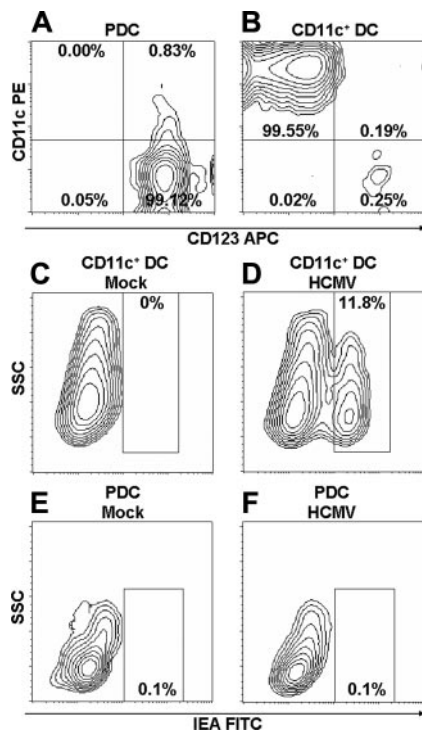 A PDC
B CD11c⁺ DC
0.00% 0.83%
CD11c PE
99.55% 0.19%
0.05% 99.12%
0.02% 0.25%
CD123 APC
C CD11c⁺ DC
Mock
D CD11c⁺ DC
HCMV
0%
11.8%
SSC
E PDC
Mock
F PDC
HCMV
SSC
0.1%
0.1%
IEA FITC